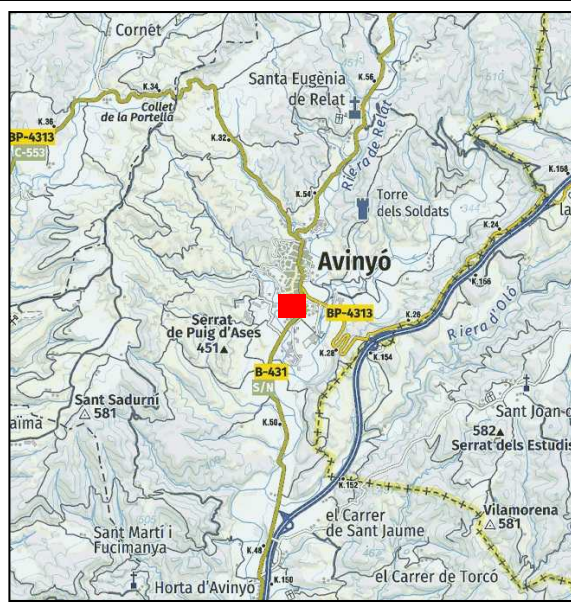 Cornet
K.34
K.36
Collet
de la Portella
BP-4313
C-553
K.32
Santa Eugènia
de Relat
K.56
Riera de Relat
K.54
Torre
dels Soldats
K.158
K.24
K.156
Avinyó
Riera d'Oló
BP-4313
K.26
Serrat
de Puig d'Ases
451
K.28
K.154
B-431
S/N
Sant Sadurní
581
K.50
Sant Joan d
582
Serrat dels Estudis
K.152
Vilamorena
581
el Carrer
de Sant Jaume
Sant Martí i
Fucimanya
K.48
467
K.150
Horta d'Avinyó
el Carrer de Torcó